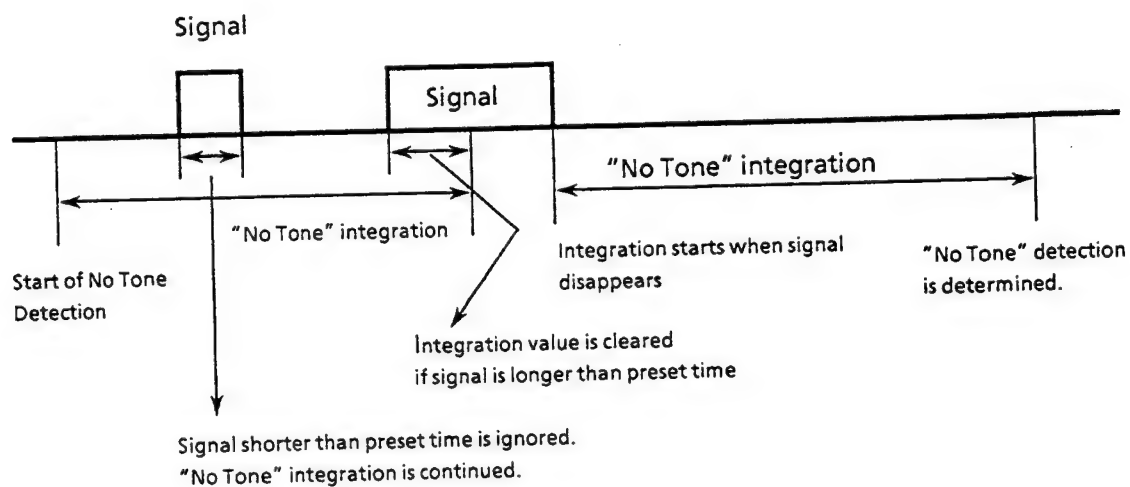 Signal
Signal
"No Tone" integration
"No Tone" integration
Start of No Tone
Detection
Integration starts when signal
disappears
"No Tone" detection
is determined.
Integration value is cleared
if signal is longer than preset time
Signal shorter than preset time is ignored.
"No Tone" integration is continued.